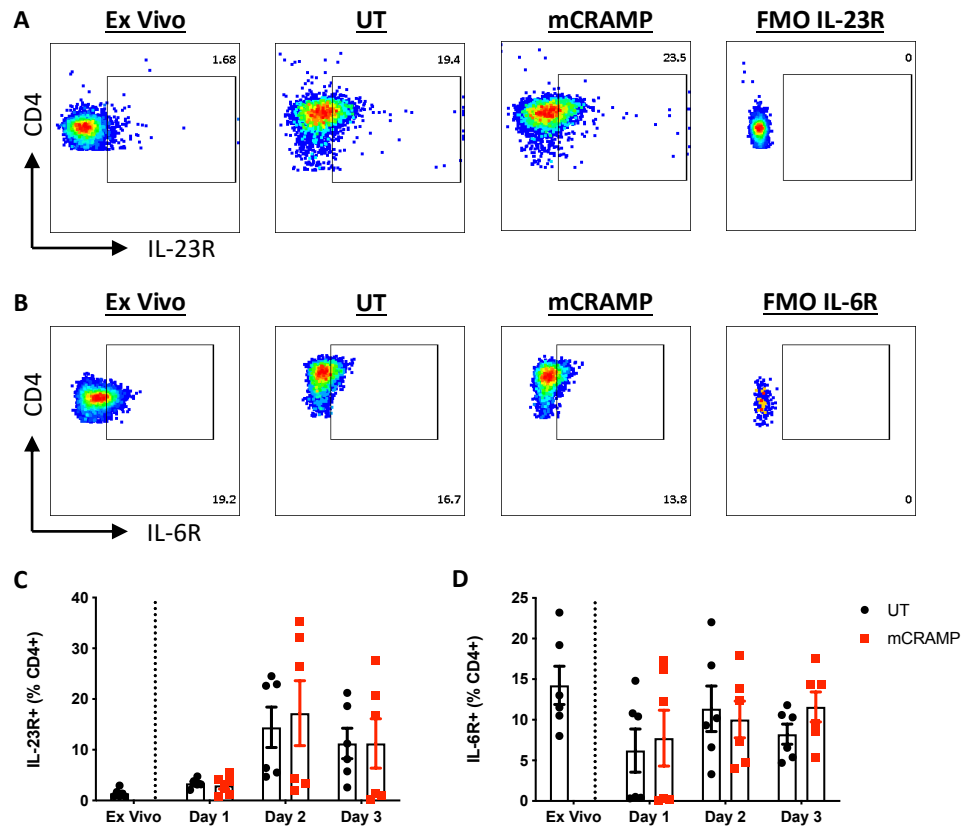 A
Ex Vivo
UT
mCRAMP
FMO IL-23R
1.68
19.4
23.5
0
CD4
IL-23R
B
Ex Vivo
UT
mCRAMP
FMO IL-6R
CD4
19.2
16.7
13.8
0
IL-6R
C
IL-23R+ (% CD4+)
40
30
20
10
0
Ex Vivo
Day 1
Day 2
Day 3
D
IL-6R+ (% CD4+)
25
20
15
10
5
0
Ex Vivo
Day 1
Day 2
Day 3
UT
mCRAMP